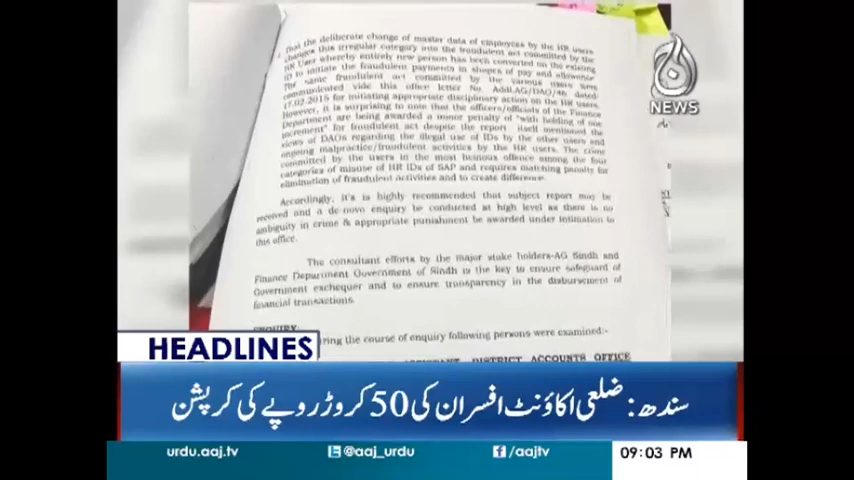 that the deliberate change of master data of employees by the HR users
changes this irregular category into the fraudulent act committed by the
HR User whereby entirely new person has been converted on the existing
ID to initiate the fraudulent payments in shapes of pay and allowance
The same fraudulent act committed by the various users were
communicated vide this office letter No. Addl.AG/DAO/46 dated:
17.02.2015 for initiating appropriate disciplinary action on the HR users.
However, it is surprising to note that the officers/officials of the Finance
Department are being awarded a minor penalty of "with holding of one
increment" for fraudulent act despite the report itself mentioned the
views of DAOs regarding the illegal use of IDs by the other users and
ongoing malpractice/fraudulent activities by the HR users. The crime
committed by the users in the most heinous offence among the four
categories of misuse of HR IDs of SAP and requires matching penalty for
elimination of fraudulent activities and to create difference.
Accordingly, it's is highly recommended that subject report may be
received and a de-novo enquiry be conducted at high level as there is no
ambiguity in crime & appropriate punishment be awarded under intimation to
this office.
The consultant efforts by the major stake holders-AG Sindh and
Finance Department Government of Sindh is the key to ensure safeguard of
Government exchequer and to ensure transparency in the disbursement of
financial transactions.
ENQUIRY:
ring the course of enquiry following persons were examined:-
DISTRICT ACCOUNTS OFFICE
NEWS
HEADLINES
سندھ: ضلعی اکاؤنٹ افسران کی 50 کروڑ روپے کی کرپشن
urdu.aaj.tv @aaj_urdu /aajtv 09:03 PM